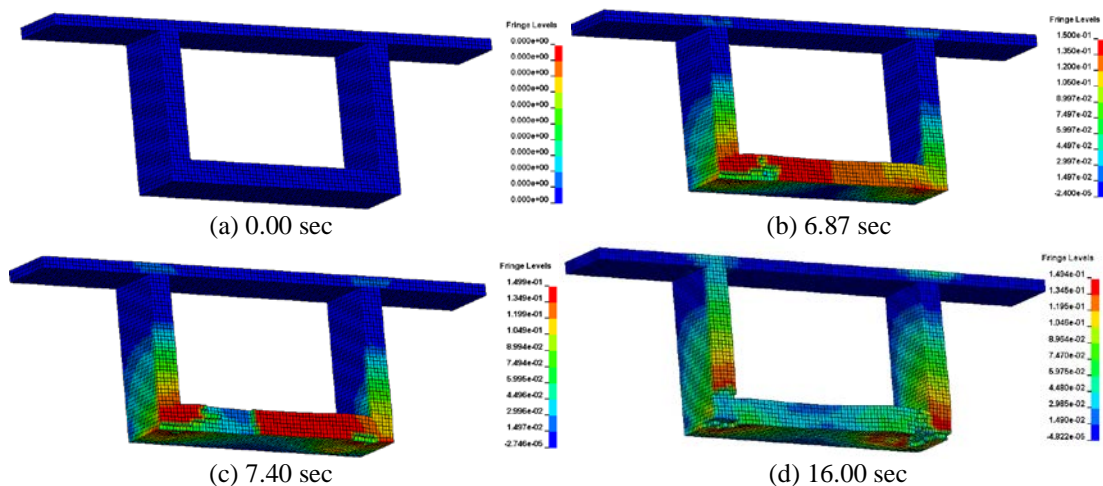 Fringe Levels
0.000e+00
0.000e+00
0.000e+00
0.000e+00
0.000e+00
0.000e+00
0.000e+00
0.000e+00
0.000e+00
0.000e+00
0.000e+00
(a) 0.00 sec
Fringe Levels
1.500e-01
1.350e-01
1.200e-01
1.050e-01
8.997e-02
7.497e-02
5.997e-02
4.497e-02
2.997e-02
1.497e-02
-2.400e-05
(b) 6.87 sec
Fringe Levels
1.499e-01
1.349e-01
1.199e-01
1.049e-01
8.994e-02
7.494e-02
5.995e-02
4.496e-02
2.996e-02
1.497e-02
-2.746e-05
(c) 7.40 sec
Fringe Levels
1.494e-01
1.345e-01
1.195e-01
1.046e-01
8.964e-02
7.470e-02
5.975e-02
4.480e-02
2.985e-02
1.490e-02
-4.822e-05
(d) 16.00 sec